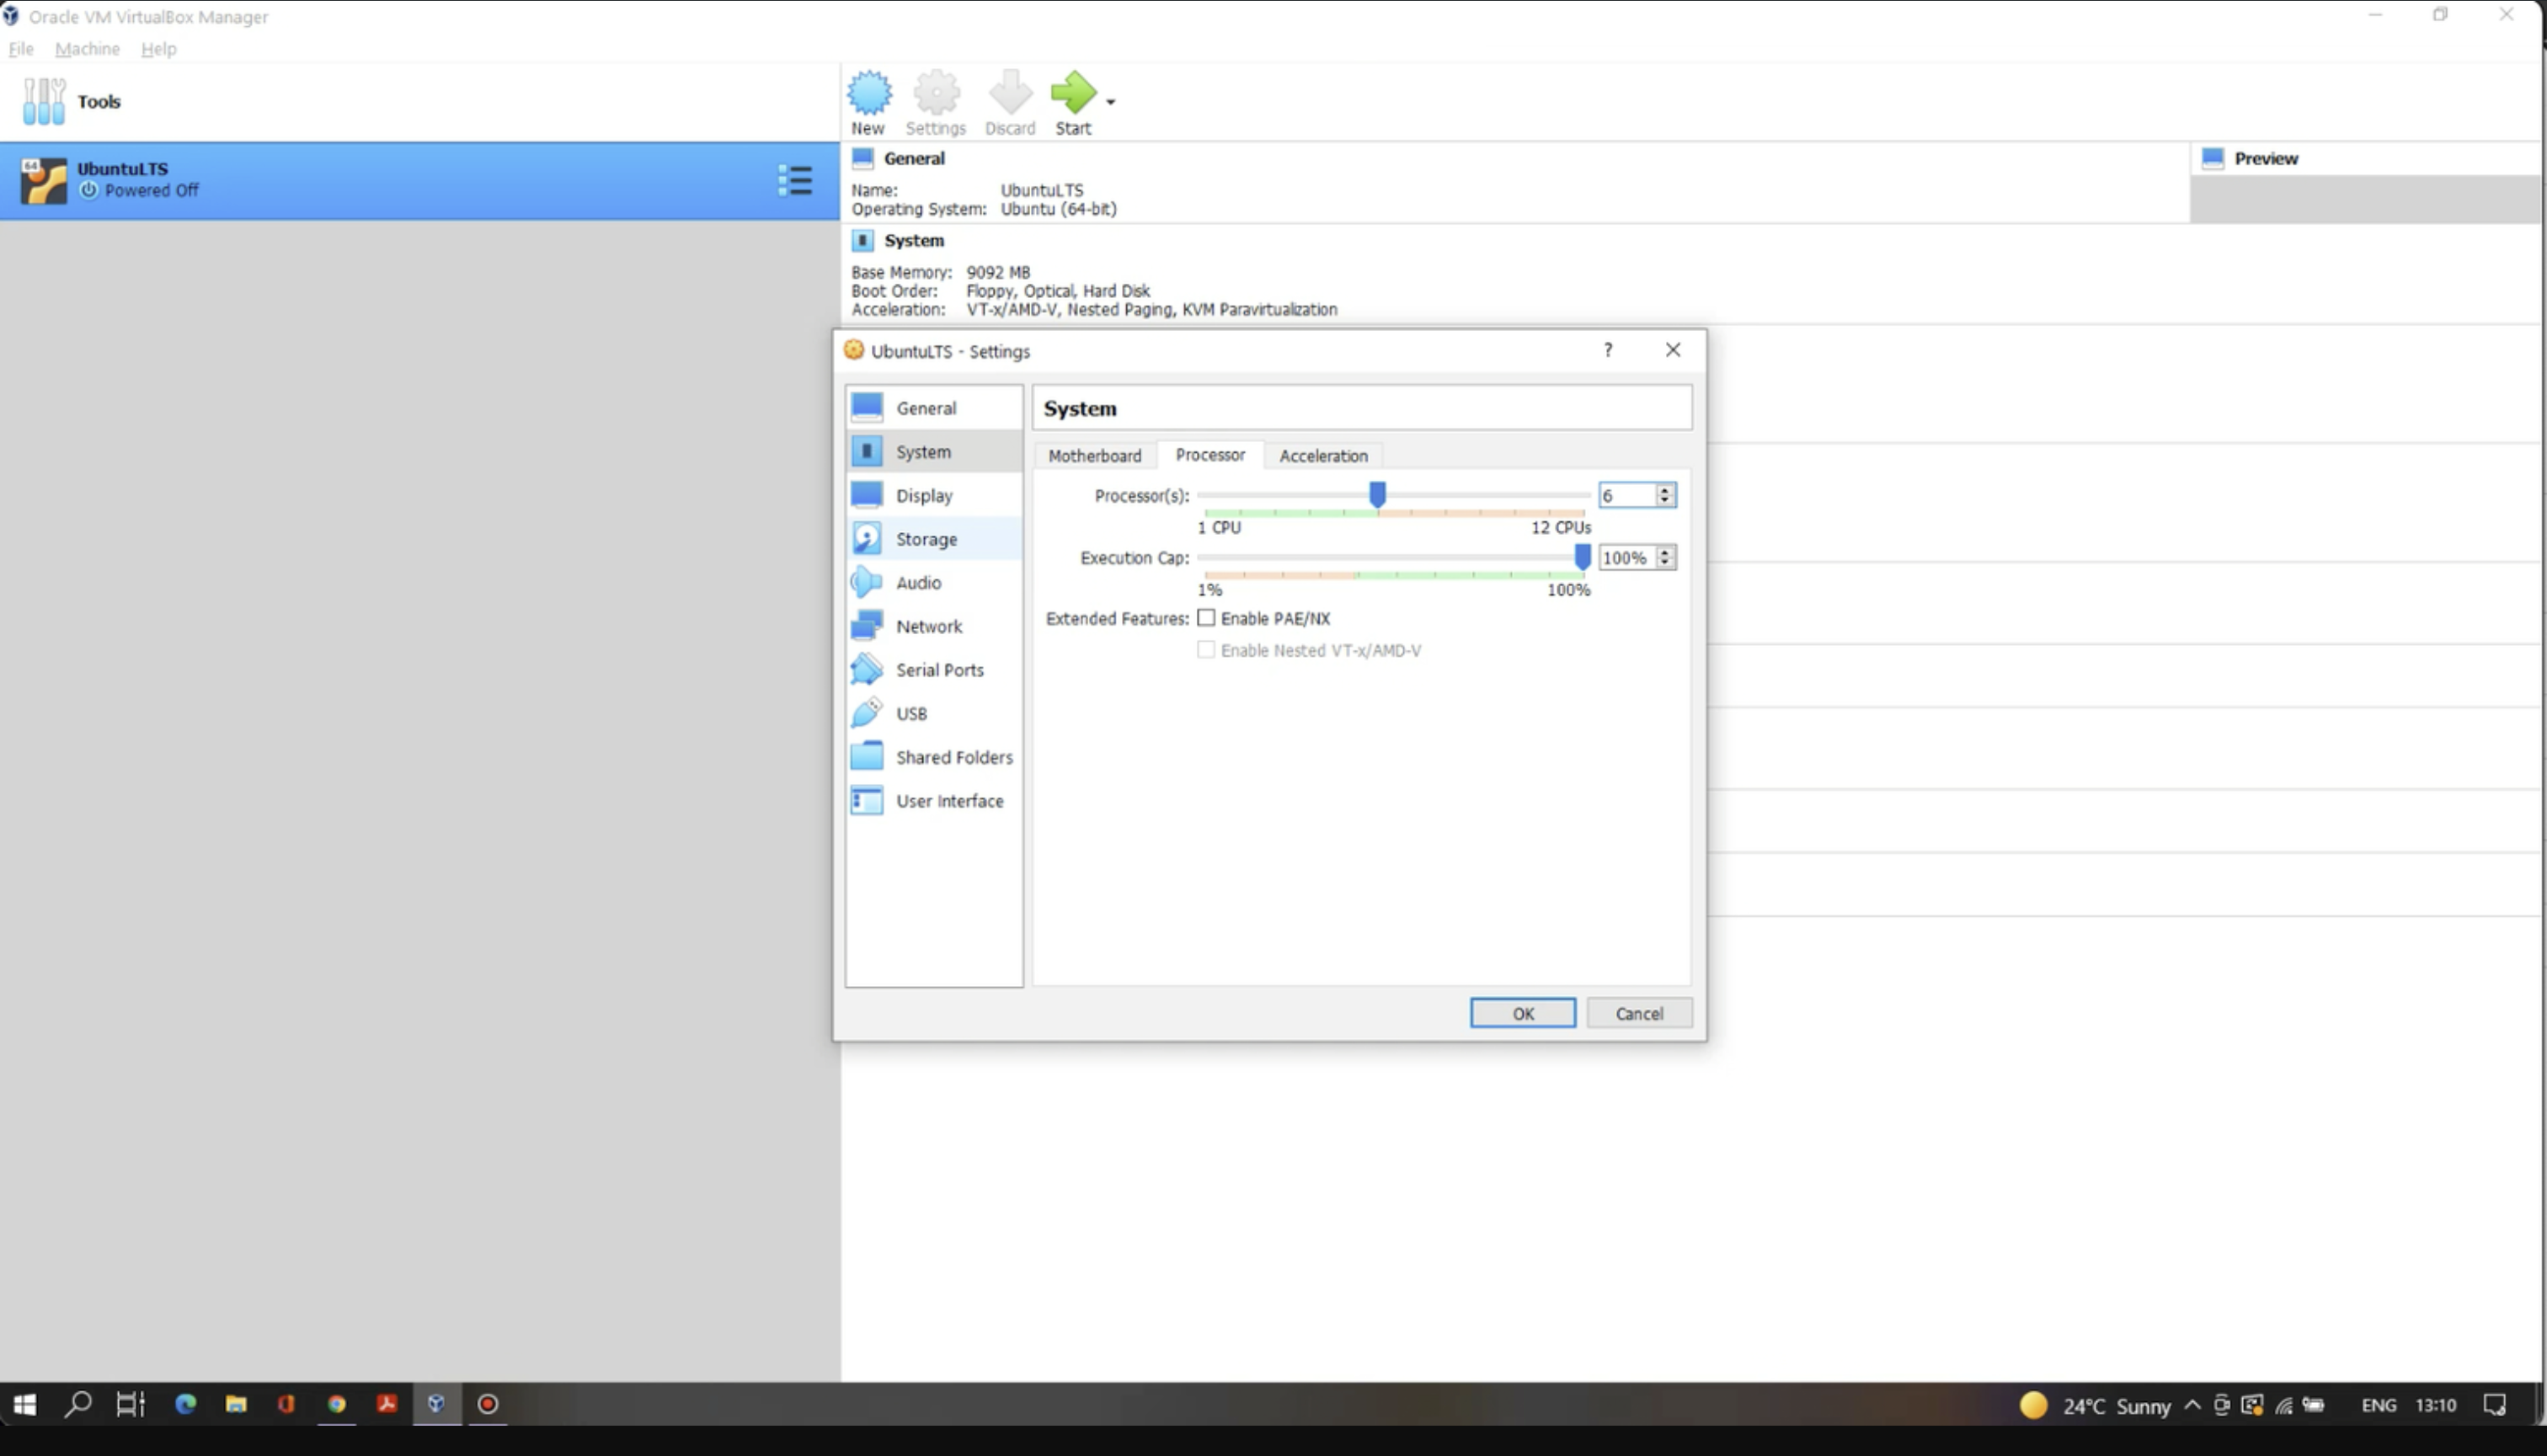 Oracle VM VirtualBox Manager
File Machine Help
Tools
New Settings Discard Start
64
UbuntuLTS
Powered Off
General
Name: UbuntuLTS
Operating System: Ubuntu (64-bit)
Preview
System
Base Memory: 9092 MB
Boot Order: Floppy, Optical, Hard Disk
Acceleration: VT-x/AMD-V, Nested Paging, KVM Paravirtualization
UbuntuLTS - Settings ?
General
System
Display
Storage
Audio
Network
Serial Ports
USB
Shared Folders
User Interface
System
Motherboard Processor Acceleration
Processor(s): 6
1 CPU 12 CPUs
Execution Cap: 100%
1% 100%
Extended Features: Enable PAE/NX
Enable Nested VT-x/AMD-V
OK Cancel
24°C Sunny ENG 13:10